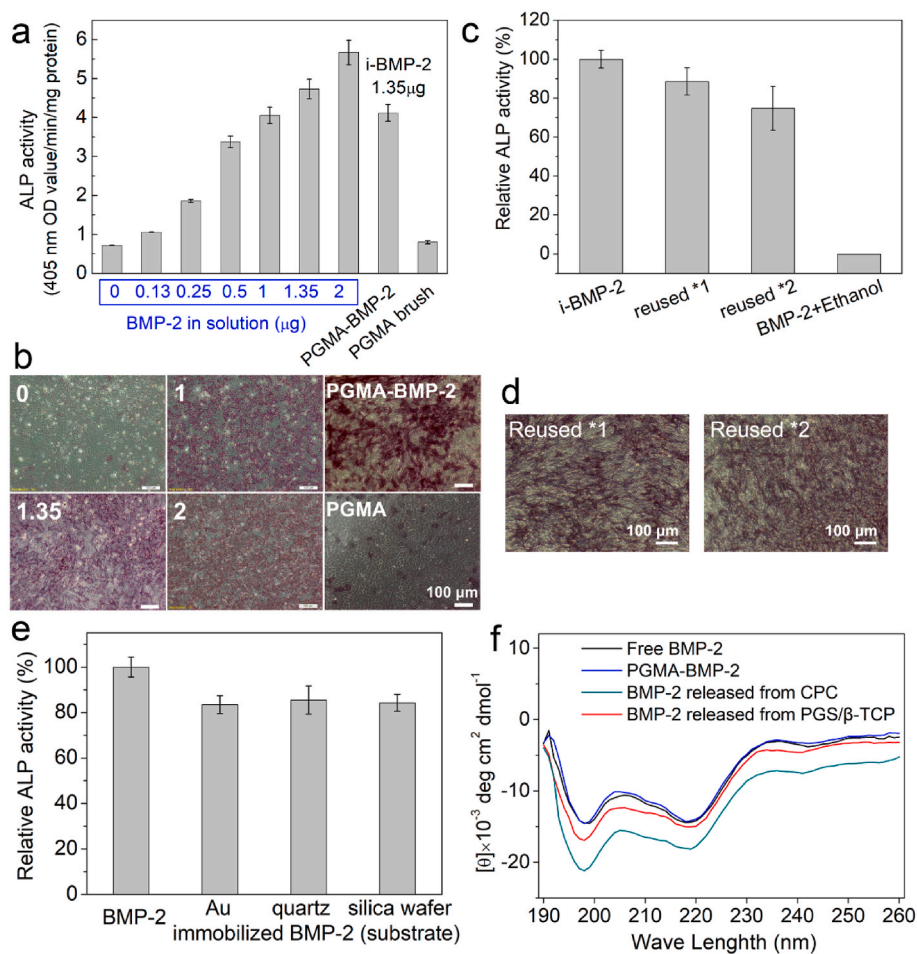 a
ALP activity
(405 nm OD value/min/mg protein)
6
5
4
3
2
1
0
i-BMP-2
1.35μg
0 0.13 0.25 0.5 1 1.35 2
BMP-2 in solution (μg)
PGMA-BMP-2
PGMA brush
c
Relative ALP activity (%)
120
100
80
60
40
20
0
i-BMP-2
reused *1
reused *2
BMP-2+Ethanol
b
0
1
PGMA-BMP-2
1.35
2
PGMA
100 μm
d
Reused *1
100 μm
Reused *2
100 μm
e
Relative ALP activity (%)
100
80
60
40
20
0
BMP-2
Au quartz silica wafer
immobilized BMP-2 (substrate)
f
[θ]×10⁻³ deg cm² dmol⁻¹
10
0
-10
-20
Free BMP-2
PGMA-BMP-2
BMP-2 released from CPC
BMP-2 released from PGS/β-TCP
190 200 210 220 230 240 250 260
Wave Lenghth (nm)